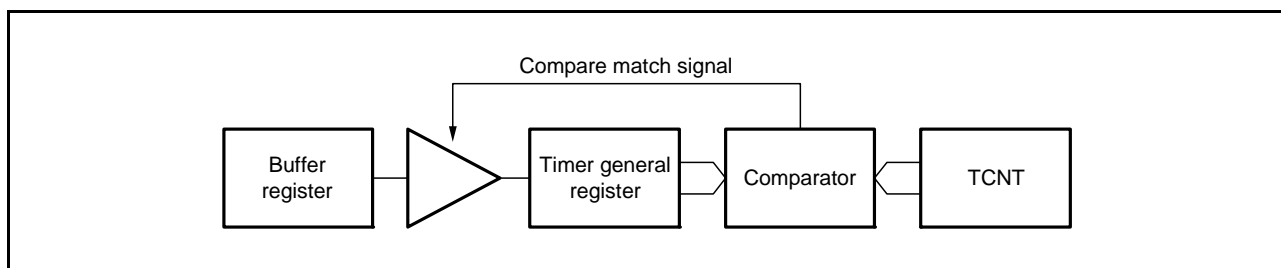 Compare match signal
Buffer
register
Timer general
register
Comparator
TCNT